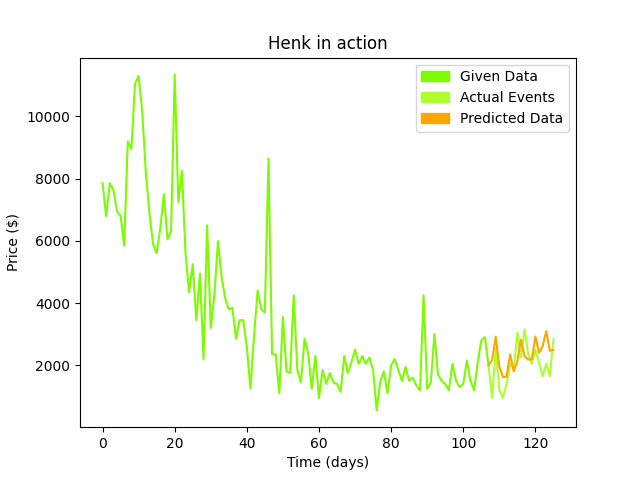 Henk in action
Given Data
Actual Events
Predicted Data
Price ($)
10000
8000
6000
4000
2000
0
20
40
60
80
100
120
Time (days)